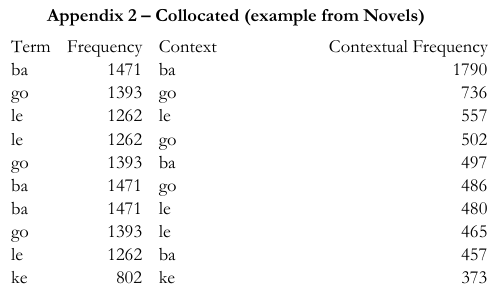 Appendix 2 – Collocated (example from Novels)
Term Frequency Context Contextual Frequency
ba 1471 ba 1790
go 1393 go 736
le 1262 le 557
le 1262 go 502
go 1393 ba 497
ba 1471 go 486
ba 1471 le 480
go 1393 le 465
le 1262 ba 457
ke 802 ke 373